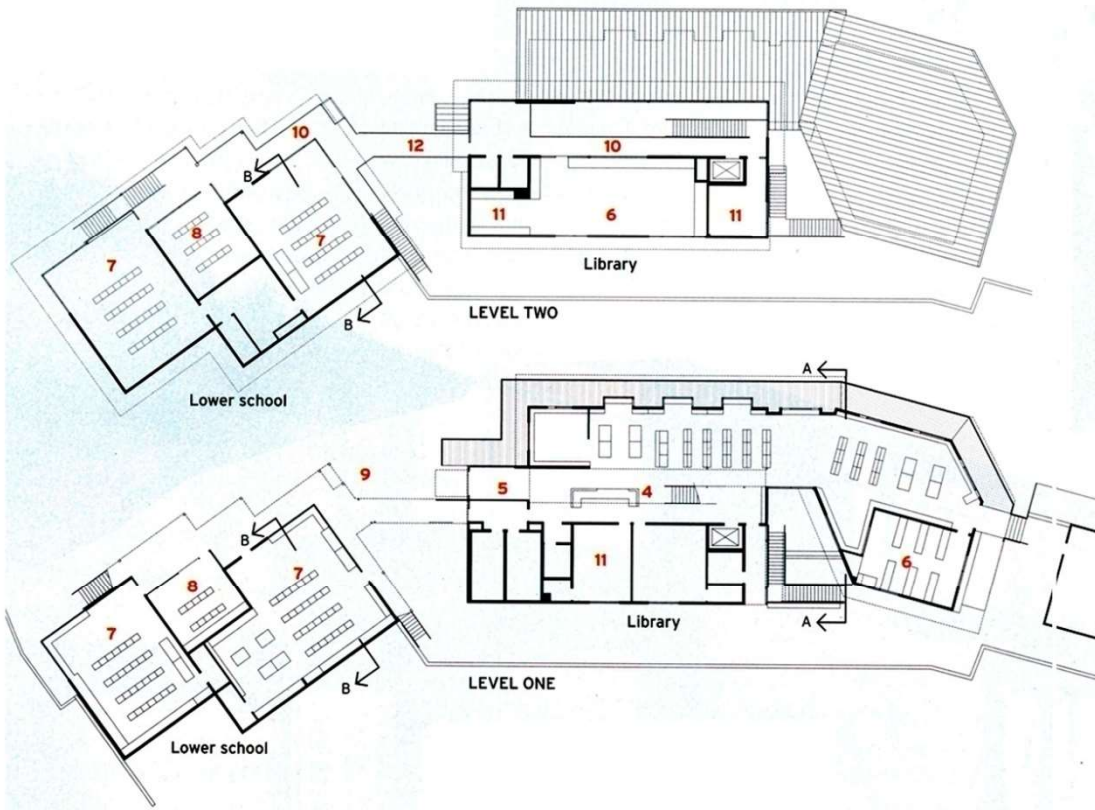 10
B
12
10
8
7
7
11
6
11
Library
B
LEVEL TWO
Lower school
A
9
5
4
B
7
11
6
8
7
Library
A
B
LEVEL ONE
Lower school